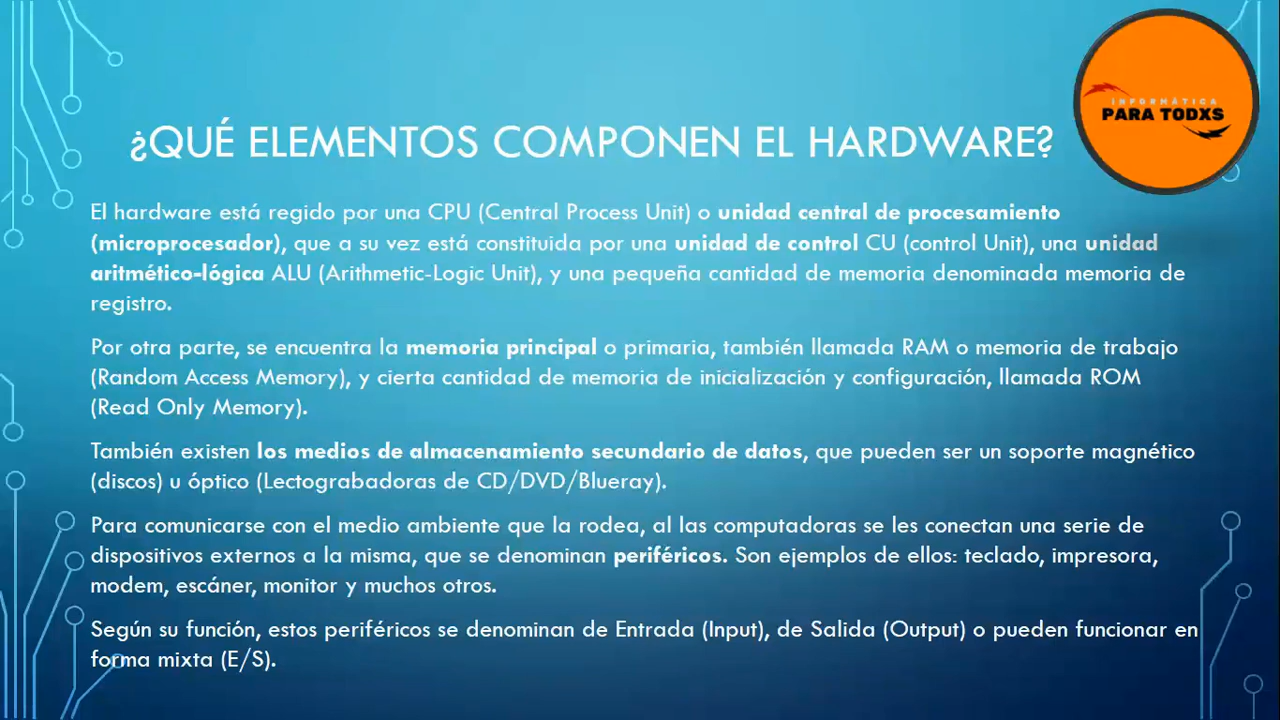 INFORMÁTICA
PARA TODXS
¿QUÉ ELEMENTOS COMPONEN EL HARDWARE?
El hardware está regido por una CPU (Central Process Unit) o unidad central de procesamiento
(microprocesador), que a su vez está constituida por una unidad de control CU (control Unit), una unidad
aritmético-lógica ALU (Arithmetic-Logic Unit), y una pequeña cantidad de memoria denominada memoria de
registro.
Por otra parte, se encuentra la memoria principal o primaria, también llamada RAM o memoria de trabajo
(Random Access Memory), y cierta cantidad de memoria de inicialización y configuración, llamada ROM
(Read Only Memory).
También existen los medios de almacenamiento secundario de datos, que pueden ser un soporte magnético
(discos) u óptico (Lectograbadoras de CD/DVD/Blueray).
Para comunicarse con el medio ambiente que la rodea, al las computadoras se les conectan una serie de
dispositivos externos a la misma, que se denominan periféricos. Son ejemplos de ellos: teclado, impresora,
modem, escáner, monitor y muchos otros.
Según su función, estos periféricos se denominan de Entrada (Input), de Salida (Output) o pueden funcionar en
forma mixta (E/S).